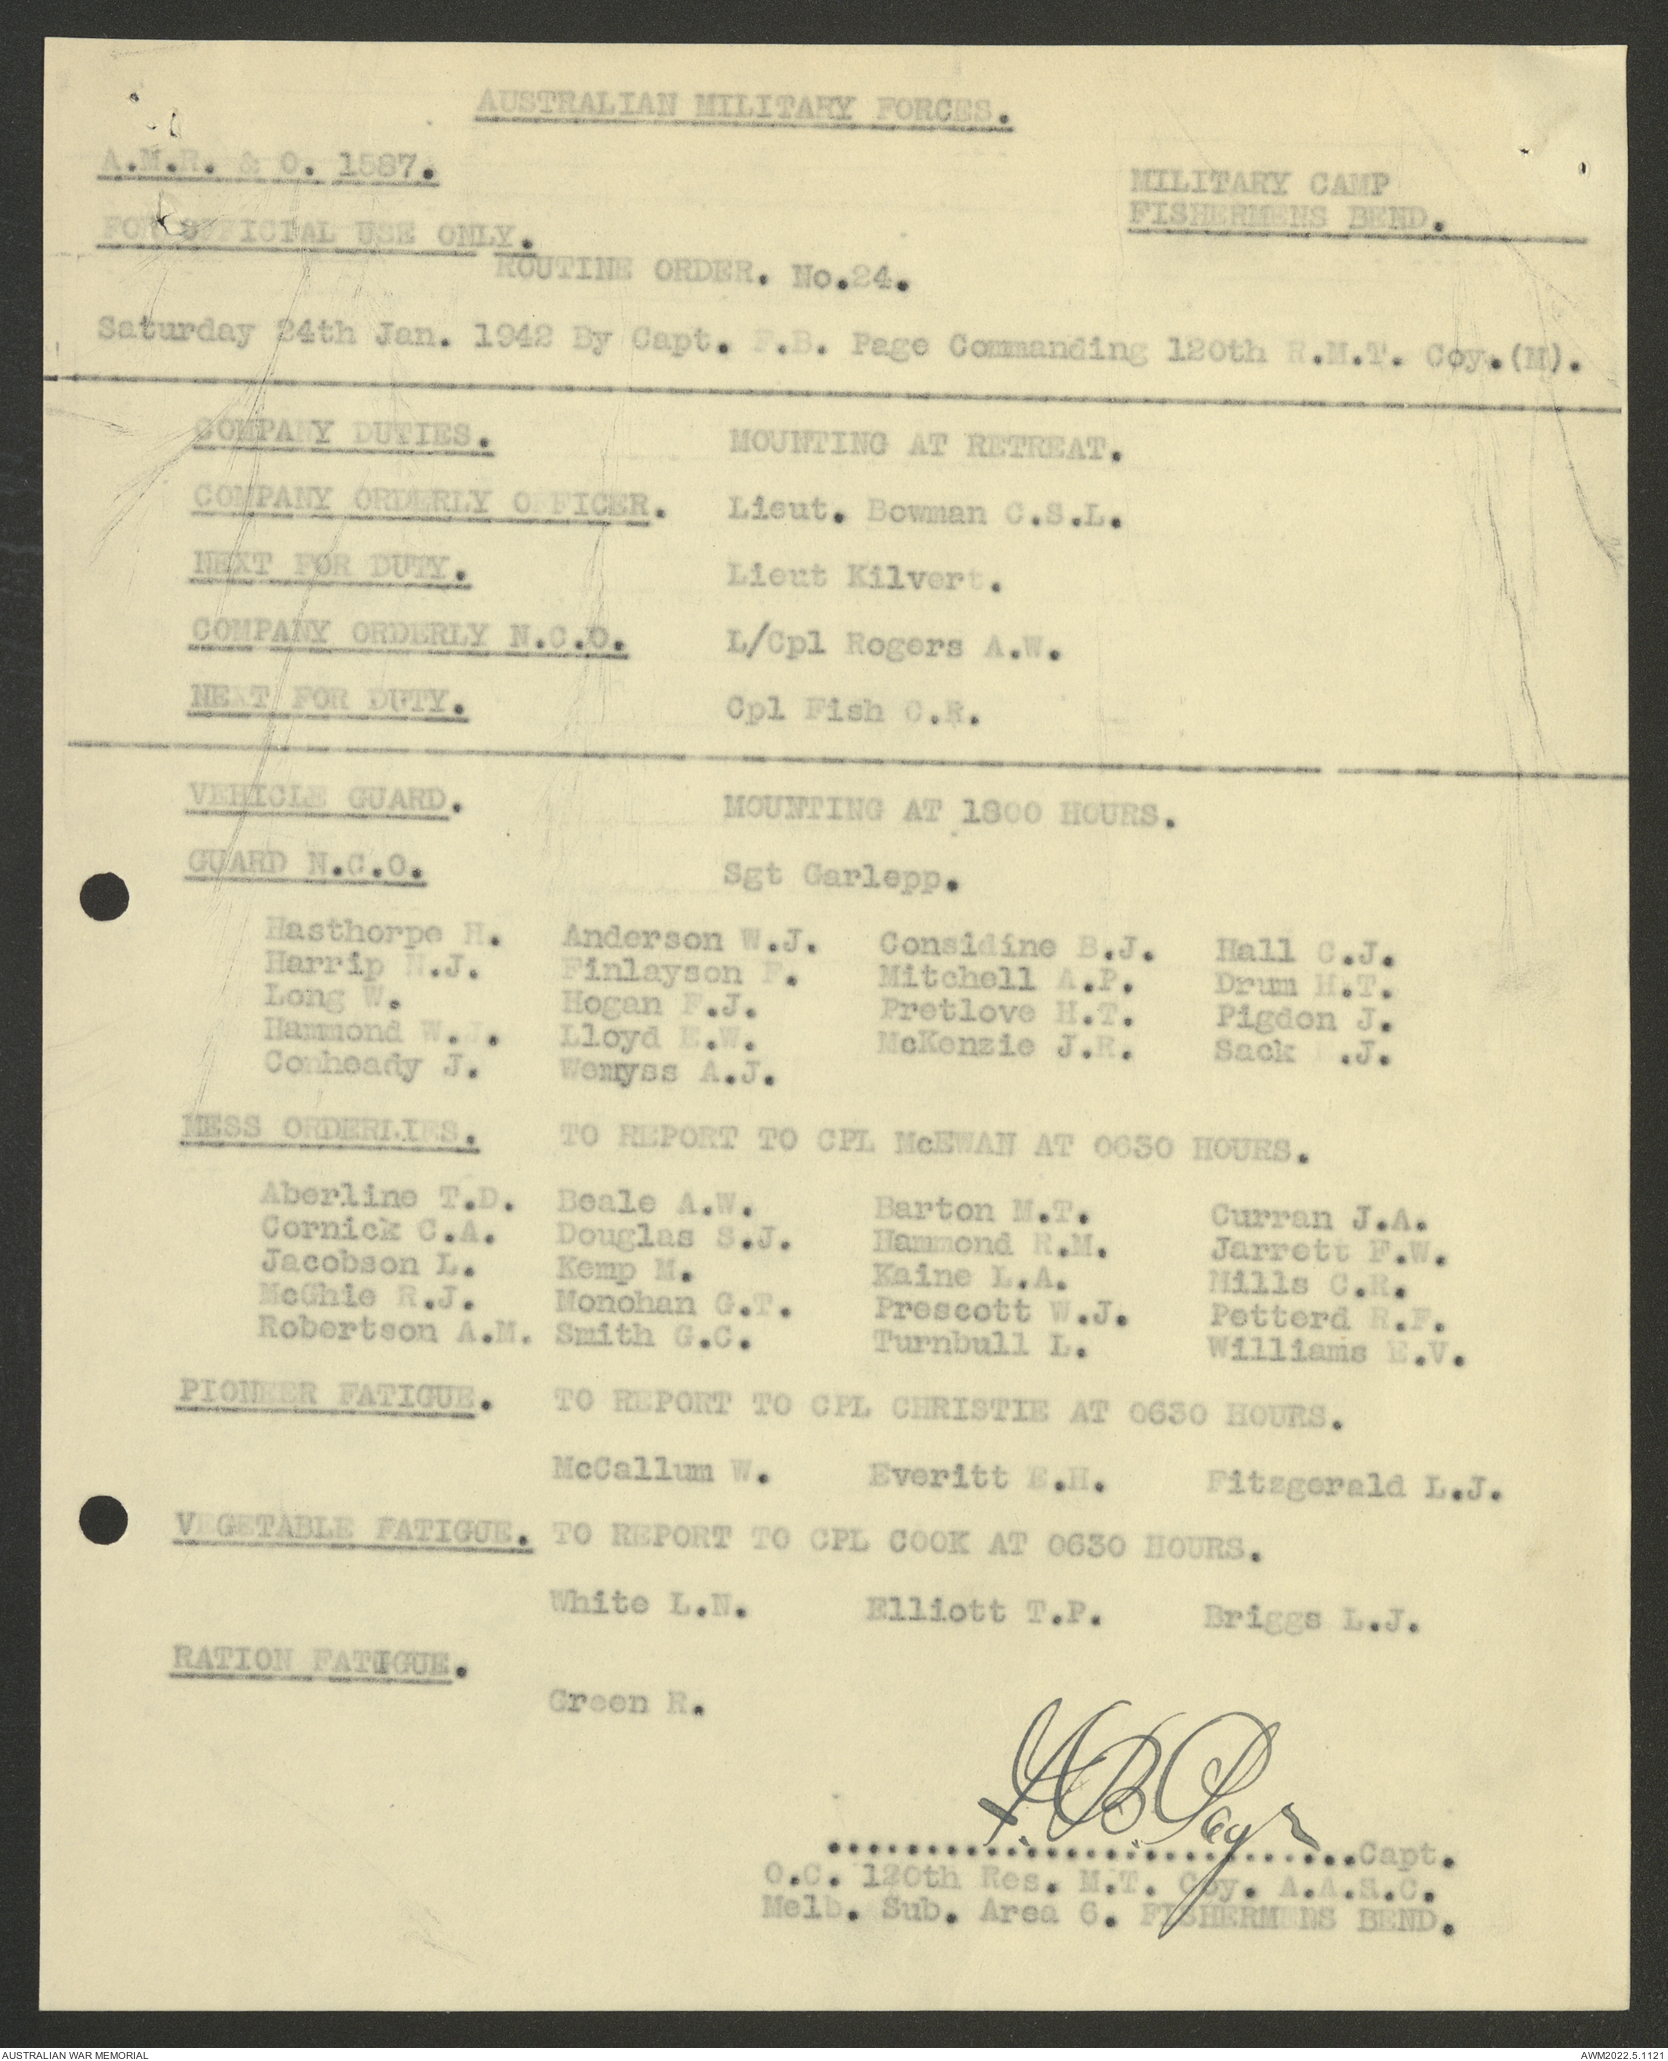 AUSTRALIAN MILITARY FORCES.
A.M.R. & O. 1587.
MILITARY CAMP
FISHERMENS BEND.
FOR OFFICIAL USE ONLY.
ROUTINE ORDER. No.24.
Saturday 24th Jan. 1942 By Capt. F.B. Page Commanding 120th R.M.T. Coy.(M).
COMPANY DUTIES. MOUNTING AT RETREAT.
COMPANY ORDERLY OFFICER. Lieut. Bowman C.S.L.
NEXT FOR DUTY. Lieut Kilvert.
COMPANY ORDERLY N.C.O. L/Cpl Rogers A.W.
NEXT FOR DUTY. Cpl Fish C.R.
VEHICLE GUARD. MOUNTING AT 1800 HOURS.
GUARD N.C.O. Sgt Garlepp.
Hasthorpe H. Anderson W.J. Considine B.J. Hall C.J.
Harrip N.J. Finlayson F. Mitchell A.P. Drum H.T.
Long W. Hogan F.J. Pretlove H.T. Pigdon J.
Hammond W.J. Lloyd E.W. McKenzie J.R. Sack .J.
Conheady J. Wemyss A.J.
MESS ORDERLIES. TO REPORT TO CPL McEWAN AT 0630 HOURS.
Aberline T.D. Beale A.W. Barton M.T. Curran J.A.
Cornick C.A. Douglas S.J. Hammond R.M. Jarrett F.W.
Jacobson L. Kemp M. Kaine L.A. Mills C.R.
McGhie R.J. Monohan G.T. Prescott W.J. Petterd R.F.
Robertson A.M. Smith G.C. Turnbull L. Williams E.V.
PIONEER FATIGUE. TO REPORT TO CPL CHRISTIE AT 0630 HOURS.
McCallum W. Everitt E.H. Fitzgerald L.J.
VEGETABLE FATIGUE. TO REPORT TO CPL COOK AT 0630 HOURS.
White L.N. Elliott T.P. Briggs L.J.
RATION FATIGUE.
Green R.
F.B. Page
..............................Capt.
O.C. 120th Res. M.T. Coy. A.A.S.C.
Melb. Sub. Area 6. FISHERMENS BEND.
AUSTRALIAN WAR MEMORIAL
AWM2022.5.1121